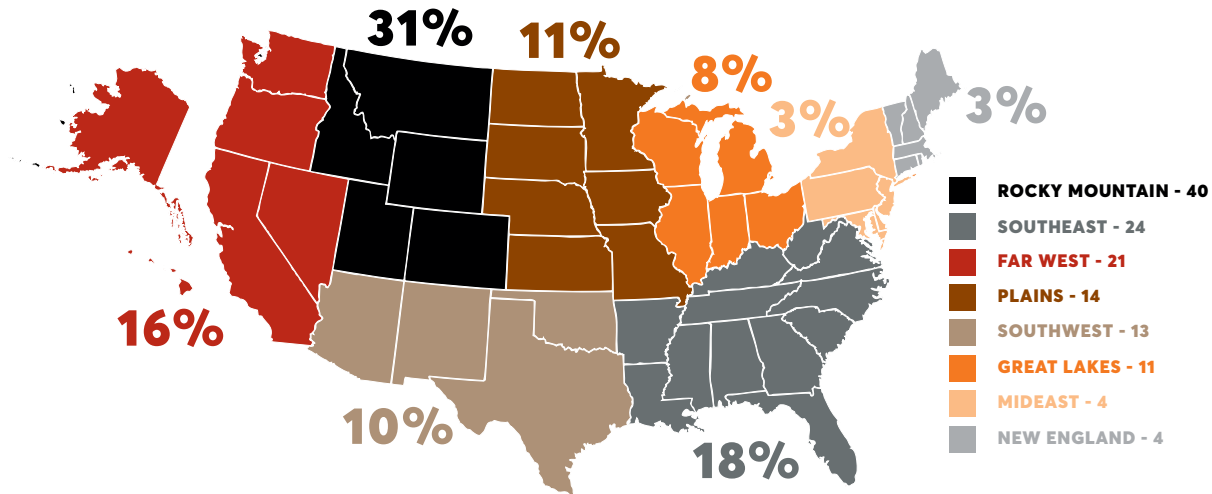 31%
11%
8%
3%
3%
16%
10%
18%
ROCKY MOUNTAIN - 40
SOUTHEAST - 24
FAR WEST - 21
PLAINS - 14
SOUTHWEST - 13
GREAT LAKES - 11
MIDEAST - 4
NEW ENGLAND - 4